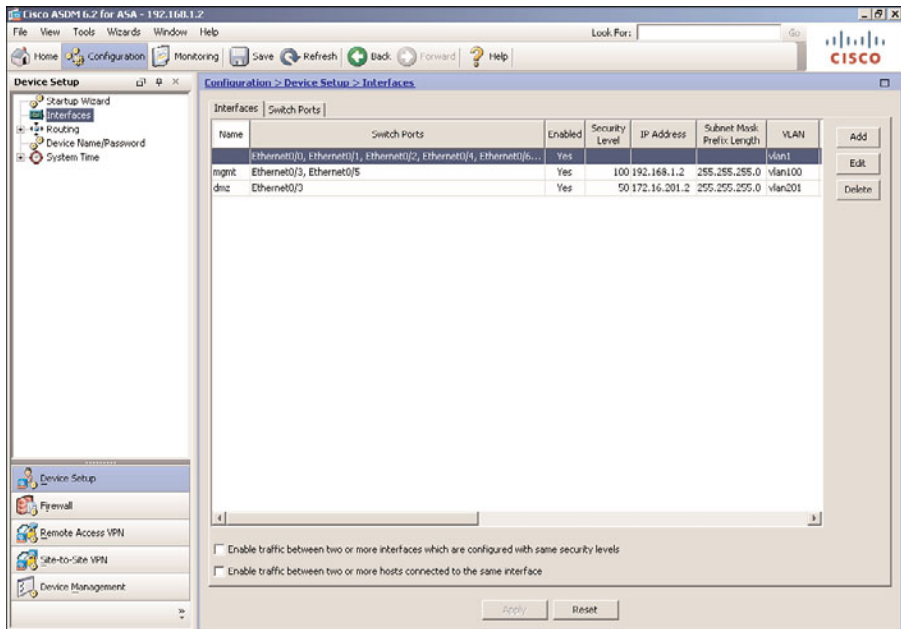 Cisco ASDM 6.2 for ASA - 192.168.1.2
File View Tools Wizards Window Help
Look For:
Go
Home Configuration Monitoring Save Refresh Back Forward Help
CISCO
Device Setup
Startup Wizard
Interfaces
Routing
Device Name/Password
System Time
Device Setup
Firewall
Remote Access VPN
Site-to-Site VPN
Device Management
Configuration > Device Setup > Interfaces
Interfaces Switch Ports
Name Switch Ports Enabled Security Level IP Address Subnet Mask Prefix Length VLAN
Ethernet0/0, Ethernet0/1, Ethernet0/2, Ethernet0/4, Ethernet0/6... Yes vlan1
mgmt Ethernet0/3, Ethernet0/5 Yes 100 192.168.1.2 255.255.255.0 vlan100
dmz Ethernet0/3 Yes 50 172.16.201.2 255.255.255.0 vlan201
Add
Edit
Delete
Enable traffic between two or more interfaces which are configured with same security levels
Enable traffic between two or more hosts connected to the same interface
Apply Reset